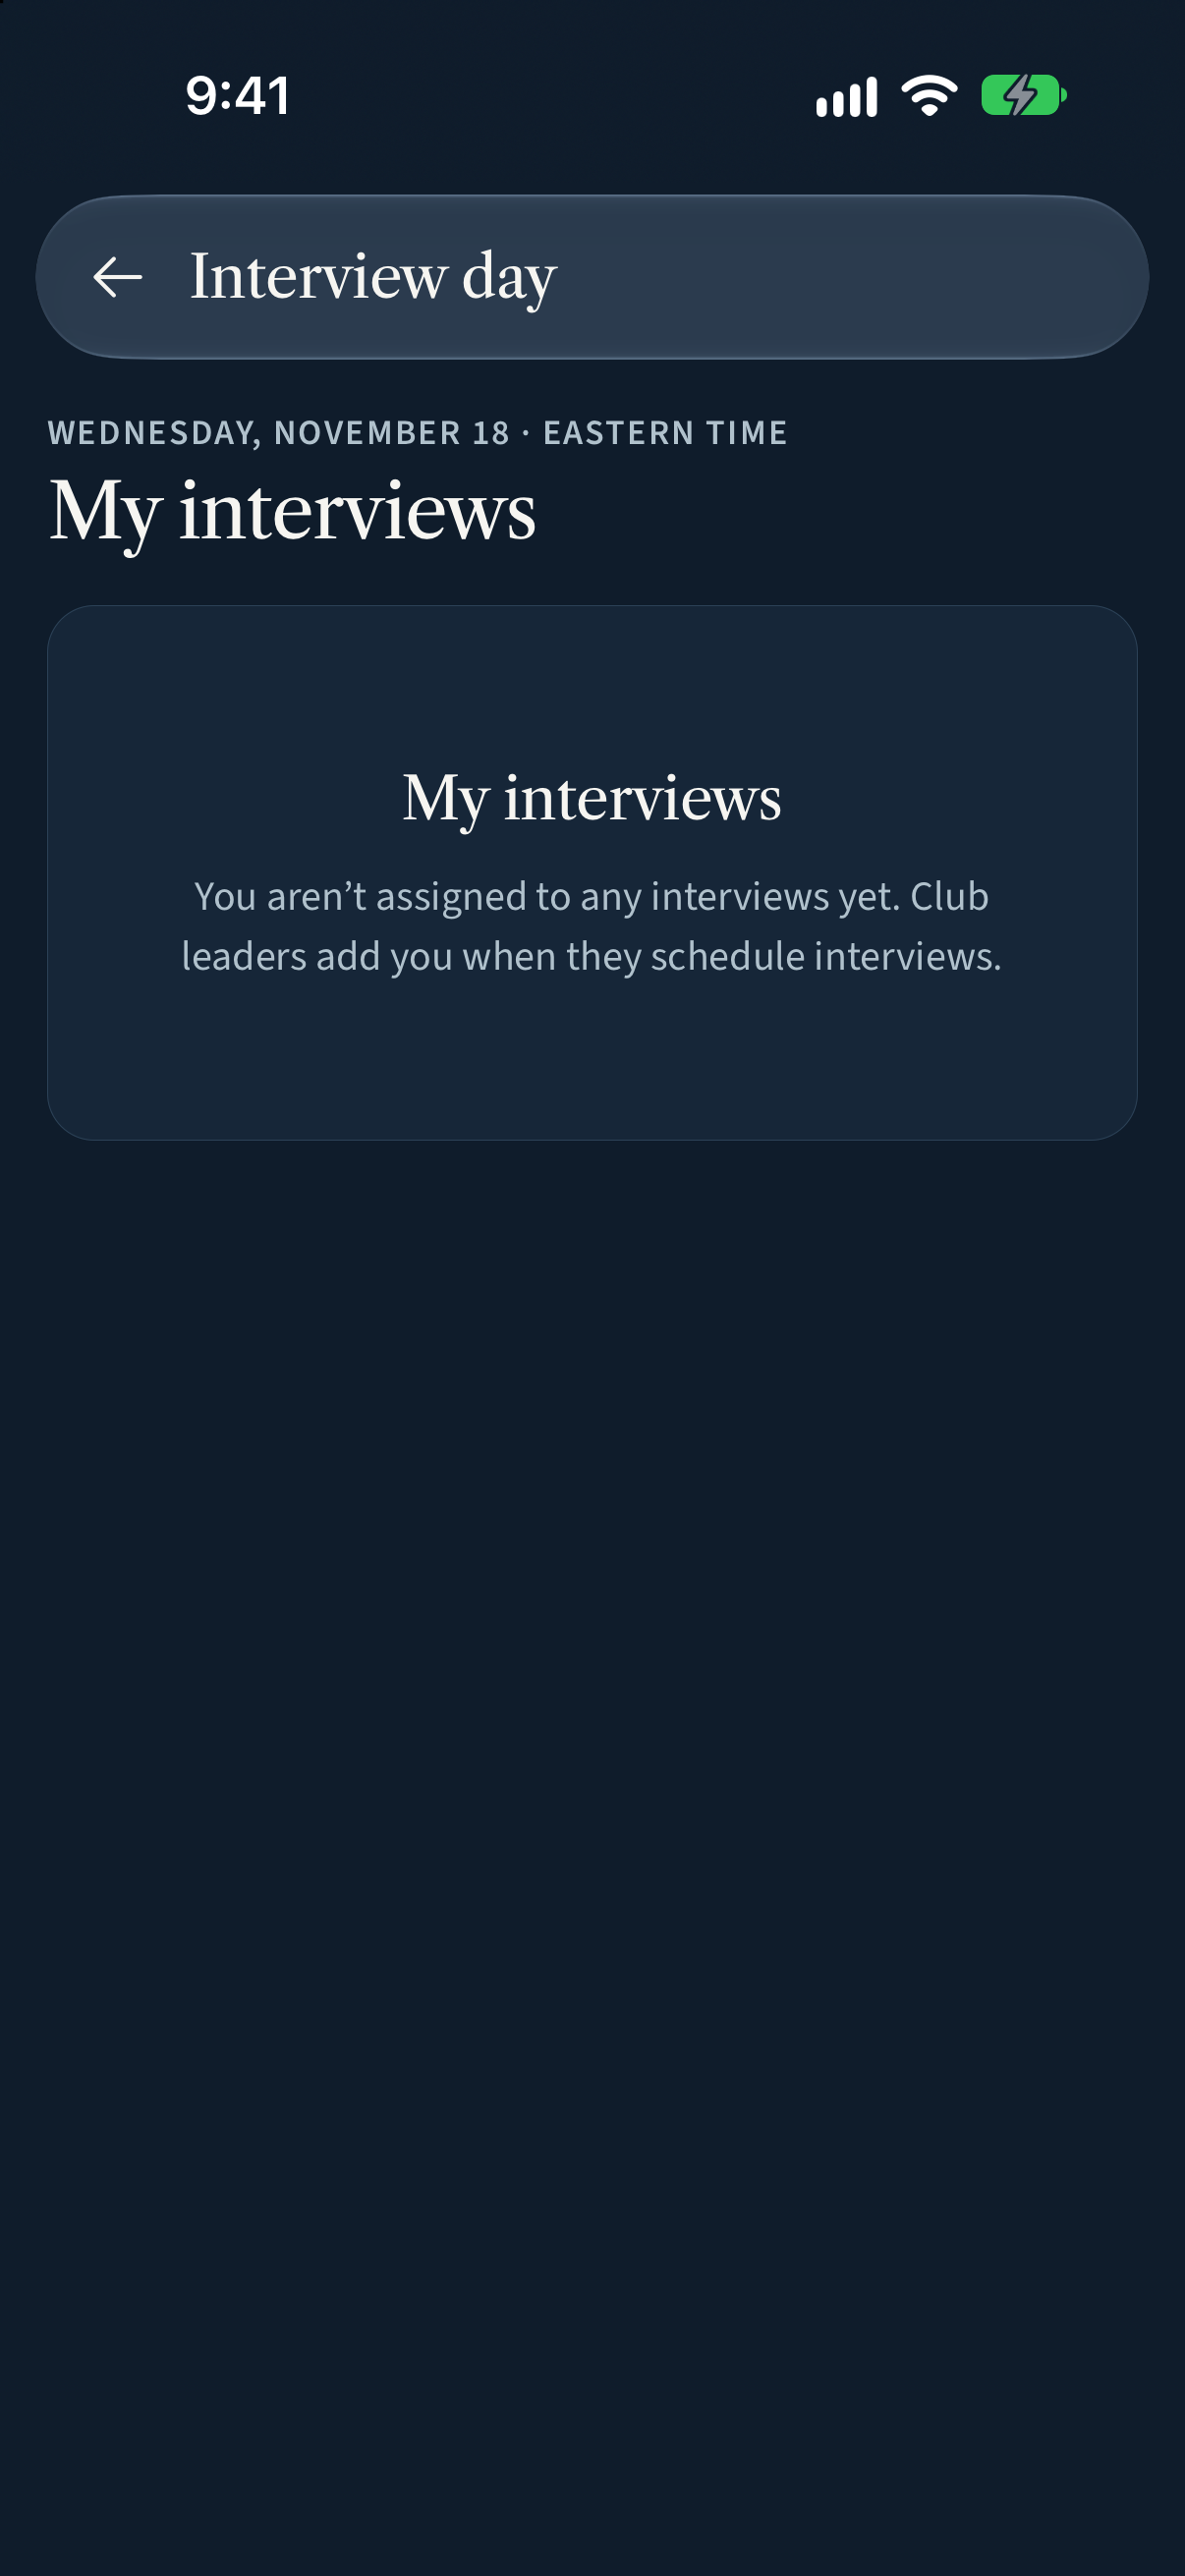 9:41
Interview day
WEDNESDAY, NOVEMBER 18 · EASTERN TIME
My interviews
My interviews
You aren’t assigned to any interviews yet. Club
leaders add you when they schedule interviews.